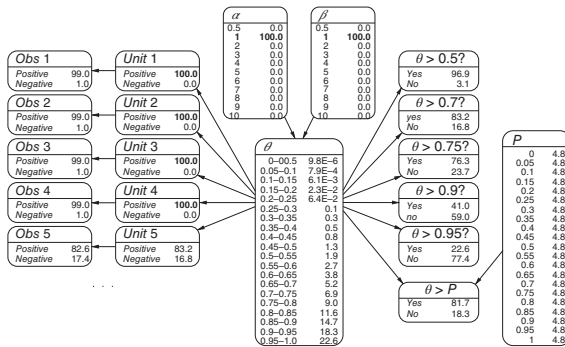 α
0.5 0.0
1 100.0
2 0.0
3 0.0
4 0.0
5 0.0
6 0.0
7 0.0
8 0.0
9 0.0
10 0.0
β
0.5 0.0
1 100.0
2 0.0
3 0.0
4 0.0
5 0.0
6 0.0
7 0.0
8 0.0
9 0.0
10 0.0
Obs 1
Positive 99.0
Negative 1.0
Unit 1
Positive 100.0
Negative 0.0
Obs 2
Positive 99.0
Negative 1.0
Unit 2
Positive 100.0
Negative 0.0
Obs 3
Positive 99.0
Negative 1.0
Unit 3
Positive 100.0
Negative 0.0
Obs 4
Positive 99.0
Negative 1.0
Unit 4
Positive 100.0
Negative 0.0
Obs 5
Positive 82.6
Negative 17.4
Unit 5
Positive 83.2
Negative 16.8
. . .
θ
0–00.5 9.8E–6
0.05–0.1 7.9E–4
0.1–0.15 6.1E–3
0.15–0.2 2.3E–2
0.2–0.25 6.4E–2
0.25–0.3 0.1
0.3–0.35 0.3
0.35–0.4 0.5
0.4–0.45 0.8
0.45–0.5 1.3
0.5–0.55 1.9
0.55–0.6 2.7
0.6–0.65 3.8
0.65–0.7 5.2
0.7–0.75 6.9
0.75–0.8 9.0
0.8–0.85 11.6
0.85–0.9 14.7
0.9–0.95 18.3
0.95–1.0 22.6
θ > 0.5?
Yes 96.9
No 3.1
θ > 0.7?
yes 83.2
No 16.8
θ > 0.75?
Yes 76.3
No 23.7
θ > 0.9?
Yes 41.0
no 59.0
θ > 0.95?
Yes 22.6
No 77.4
θ > P
Yes 81.7
No 18.3
P
0 4.8
0.05 4.8
0.1 4.8
0.15 4.8
0.2 4.8
0.25 4.8
0.3 4.8
0.35 4.8
0.4 4.8
0.45 4.8
0.5 4.8
0.55 4.8
0.6 4.8
0.65 4.8
0.7 4.8
0.75 4.8
0.8 4.8
0.85 4.8
0.9 4.8
0.95 4.8
1 4.8